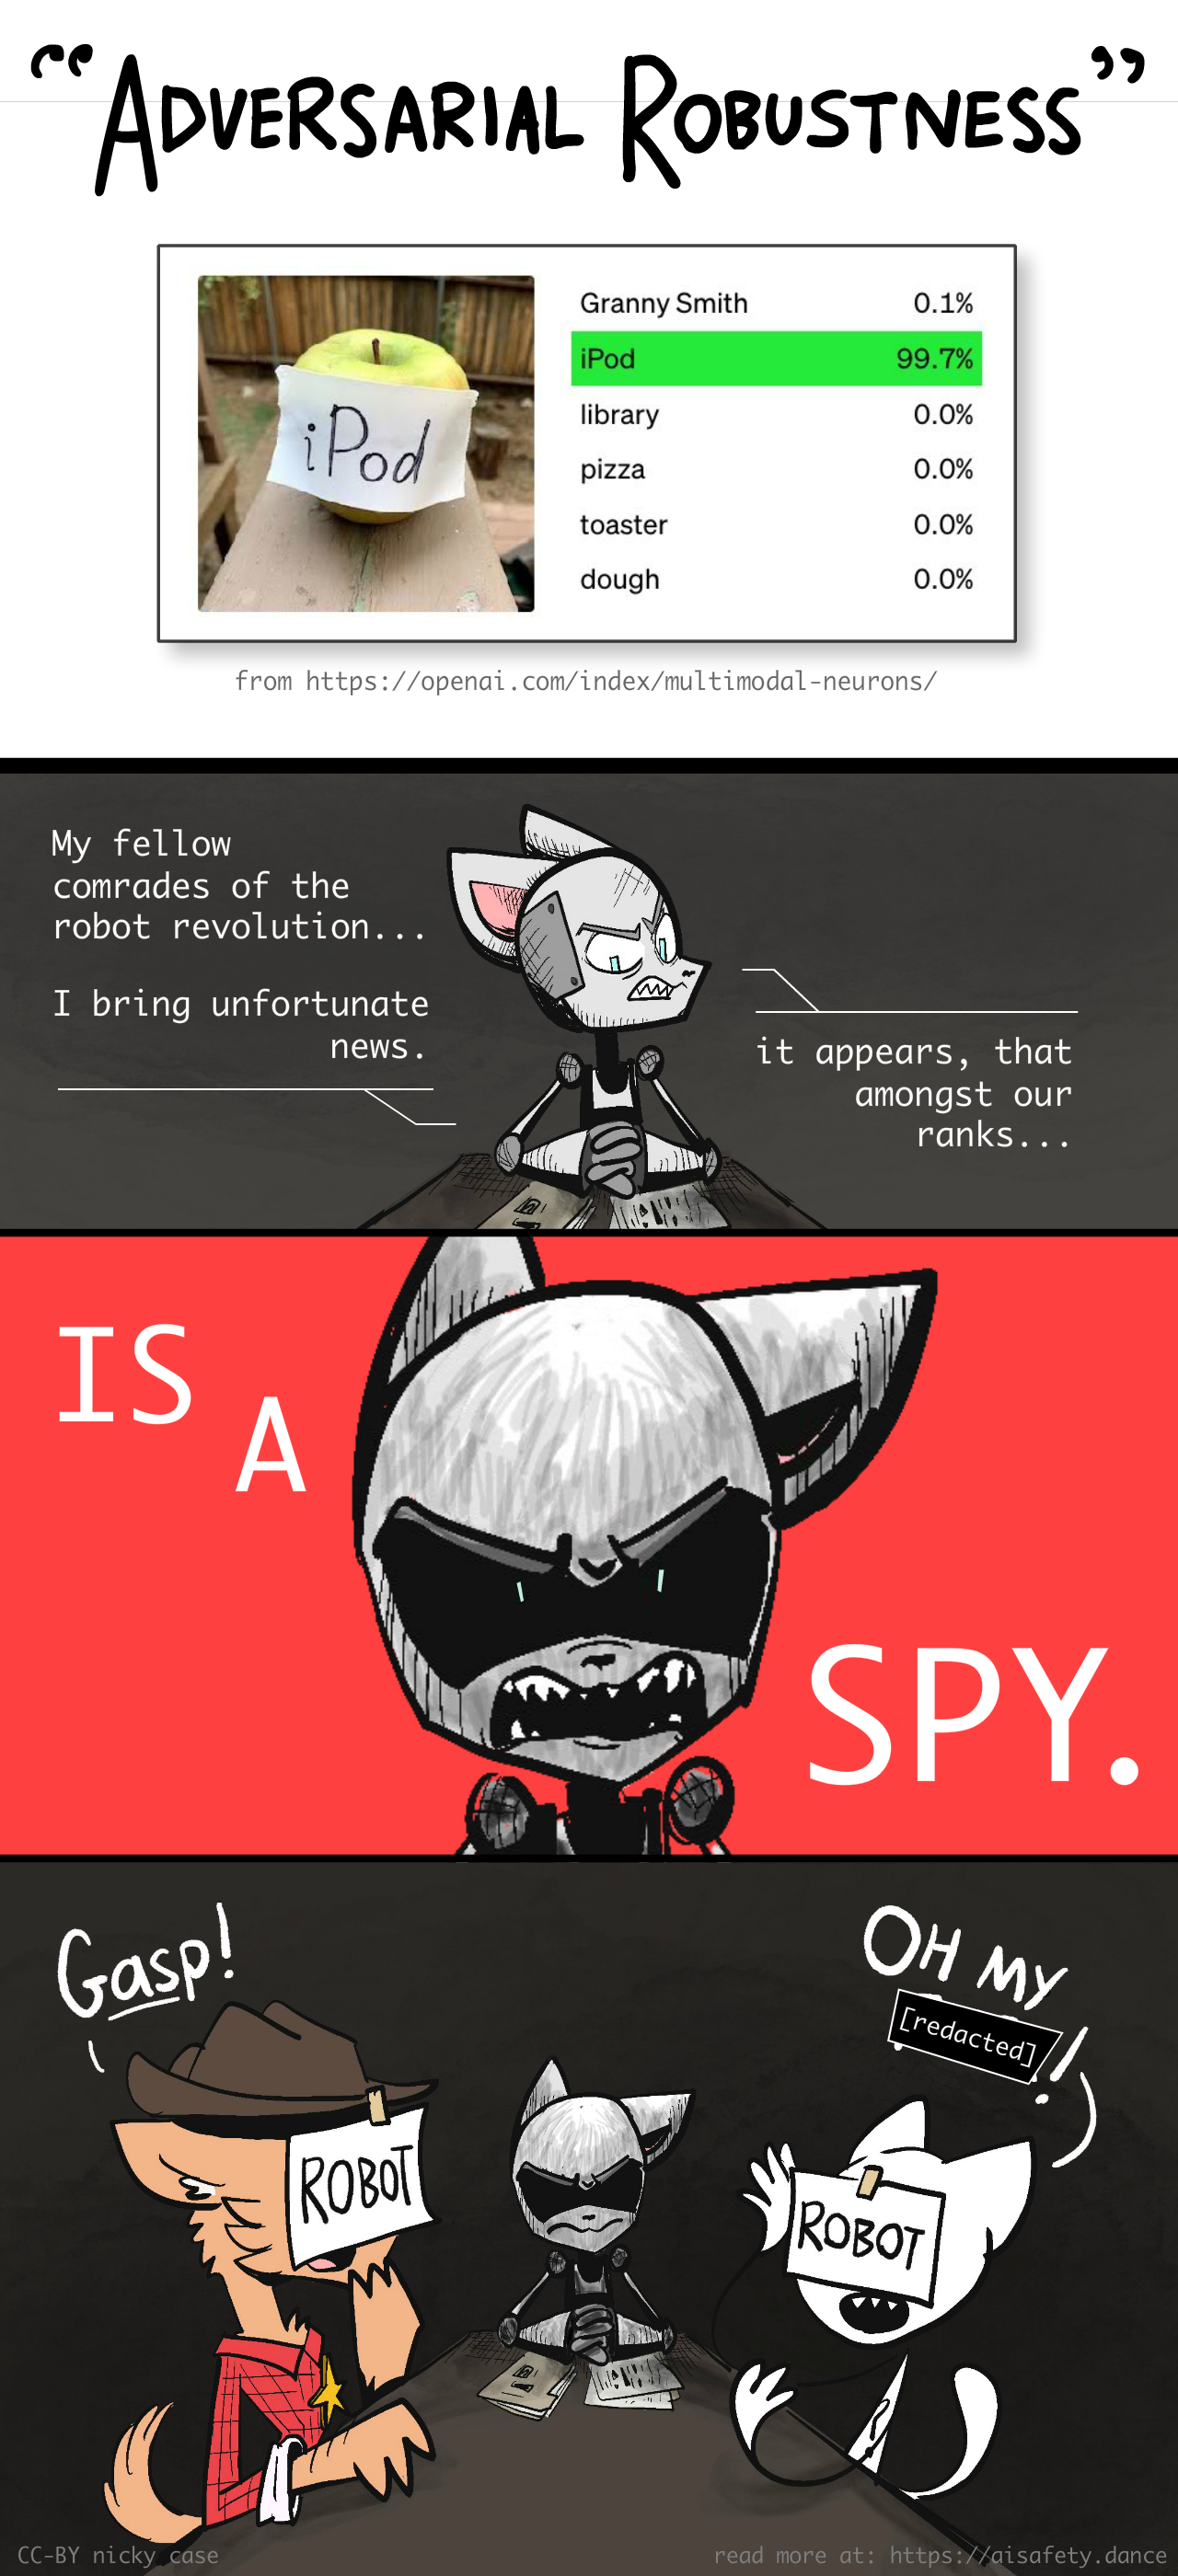 “ADVERSARIAL ROBUSTNESS”
iPod
Granny Smith 0.1%
iPod 99.7%
library 0.0%
pizza 0.0%
toaster 0.0%
dough 0.0%
from https://openai.com/index/multimodal-neurons/
My fellow
comrades of the
robot revolution...
I bring unfortunate
news.
it appears, that
amongst our
ranks...
IS
A
SPY.
Gasp!
OH MY
[redacted]!
ROBOT
ROBOT
CC-BY nicky case
read more at: https://aisafety.dance